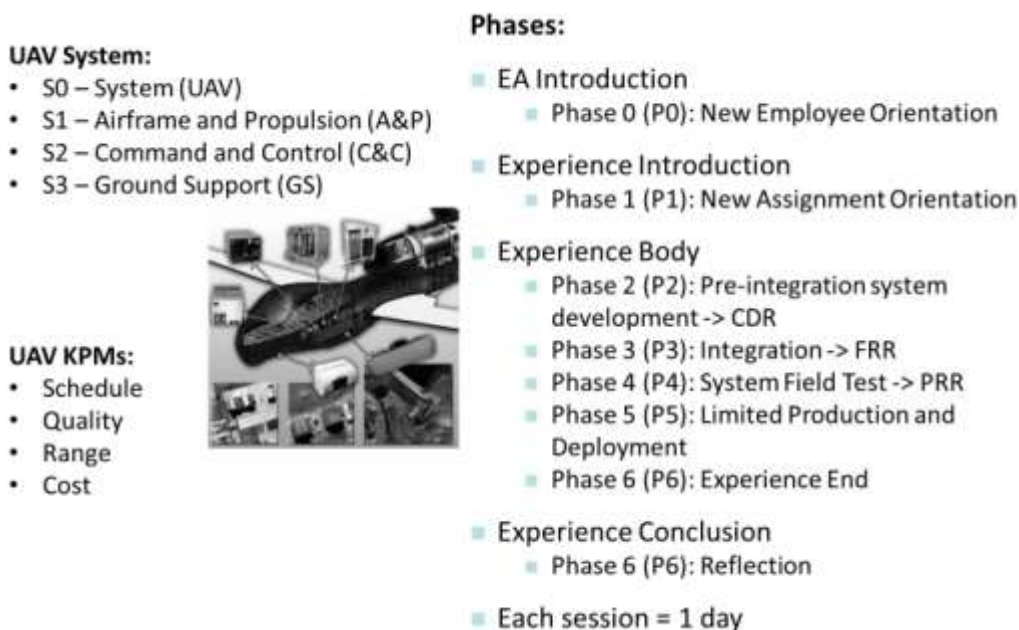 UAV System:
• S0 – System (UAV)
• S1 – Airframe and Propulsion (A&P)
• S2 – Command and Control (C&C)
• S3 – Ground Support (GS)
UAV KPMs:
• Schedule
• Quality
• Range
• Cost
Phases:
EA Introduction
Phase 0 (P0): New Employee Orientation
Experience Introduction
Phase 1 (P1): New Assignment Orientation
Experience Body
Phase 2 (P2): Pre-integration system
development -> CDR
Phase 3 (P3): Integration -> FRR
Phase 4 (P4): System Field Test -> PRR
Phase 5 (P5): Limited Production and
Deployment
Phase 6 (P6): Experience End
Experience Conclusion
Phase 6 (P6): Reflection
Each session = 1 day